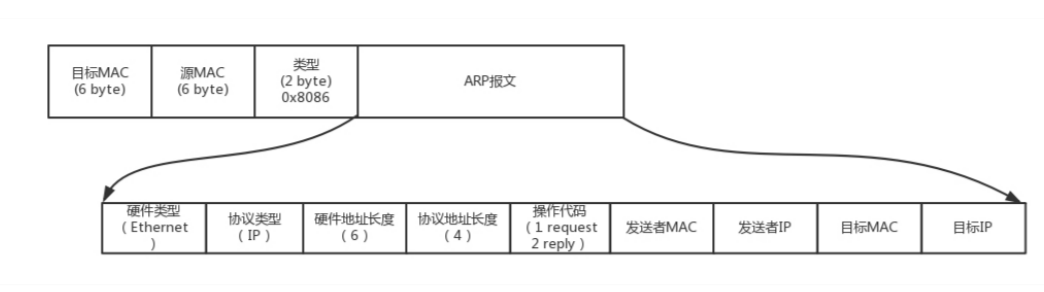 目标MAC
(6 byte)
源MAC
(6 byte)
类型
(2 byte)
0x8086
ARP报文
硬件类型
（Ethernet
）
协议类型
（IP）
硬件地址长度
（6）
协议地址长度
（4）
操作代码
（1 request
2 reply）
发送者MAC
发送者IP
目标MAC
目标IP